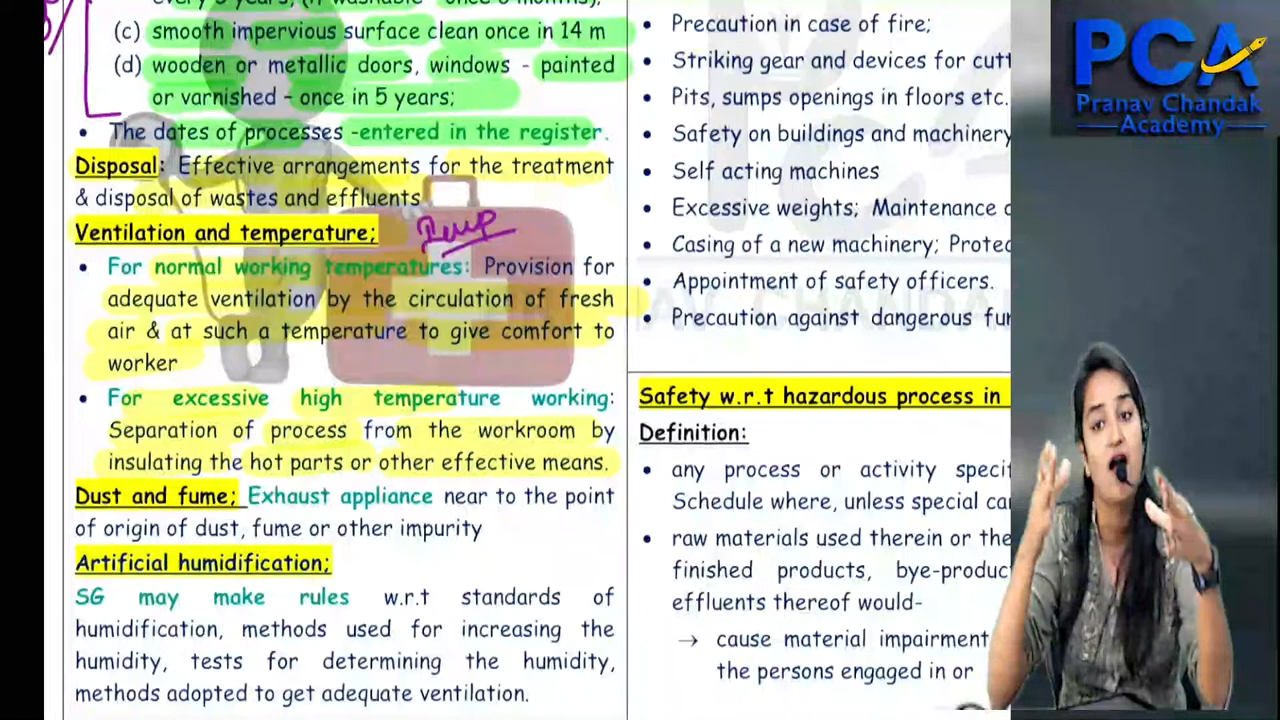 (c) smooth impervious surface clean once in 14 m
(d) wooden or metallic doors, windows - painted
or varnished - once in 5 years;
• The dates of processes -entered in the register.
Disposal: Effective arrangements for the treatment
& disposal of wastes and effluents
Ventilation and temperature;
• For normal working temperatures: Provision for
adequate ventilation by the circulation of fresh
air & at such a temperature to give comfort to
worker
• For excessive high temperature working:
Separation of process from the workroom by
insulating the hot parts or other effective means.
Dust and fume; Exhaust appliance near to the point
of origin of dust, fume or other impurity
Artificial humidification;
SG may make rules w.r.t standards of
humidification, methods used for increasing the
humidity, tests for determining the humidity,
methods adopted to get adequate ventilation.
• Precaution in case of fire;
• Striking gear and devices for cutt
• Pits, sumps openings in floors etc.
• Safety on buildings and machinery
• Self acting machines
• Excessive weights; Maintenance
• Casing of a new machinery; Protec
• Appointment of safety officers.
• Precaution against dangerous fu
Safety w.r.t hazardous process in
Definition:
• any process or activity speci
Schedule where, unless special ca
• raw materials used therein or the
finished products, bye-produc
effluents thereof would-
→ cause material impairment
the persons engaged in or
PCA
Pranav Chandak
Academy